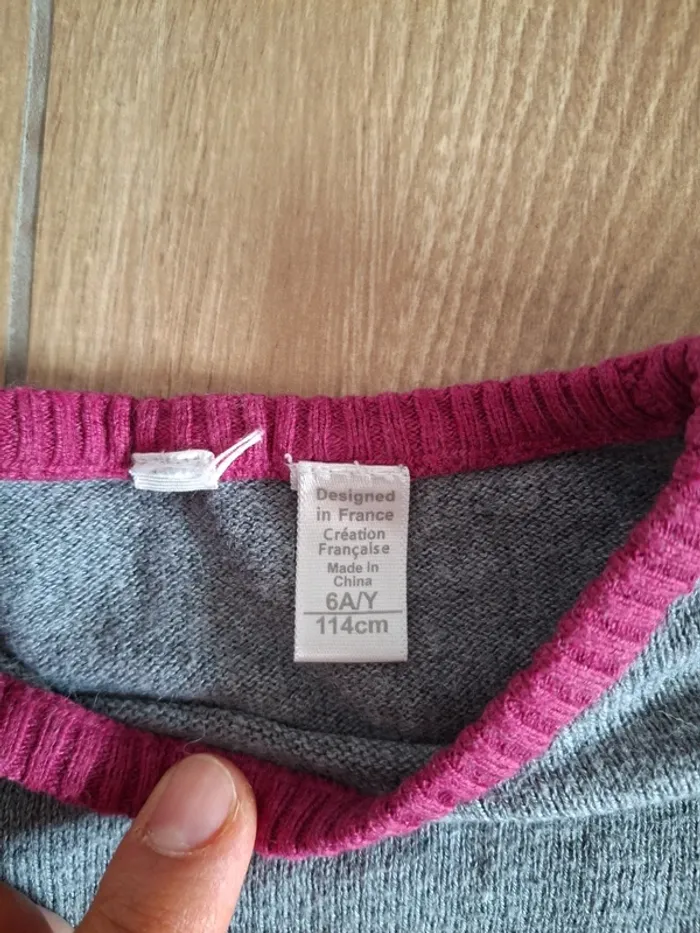 Designed
in France
Création
Française
Made In
China
6A/Y
114cm